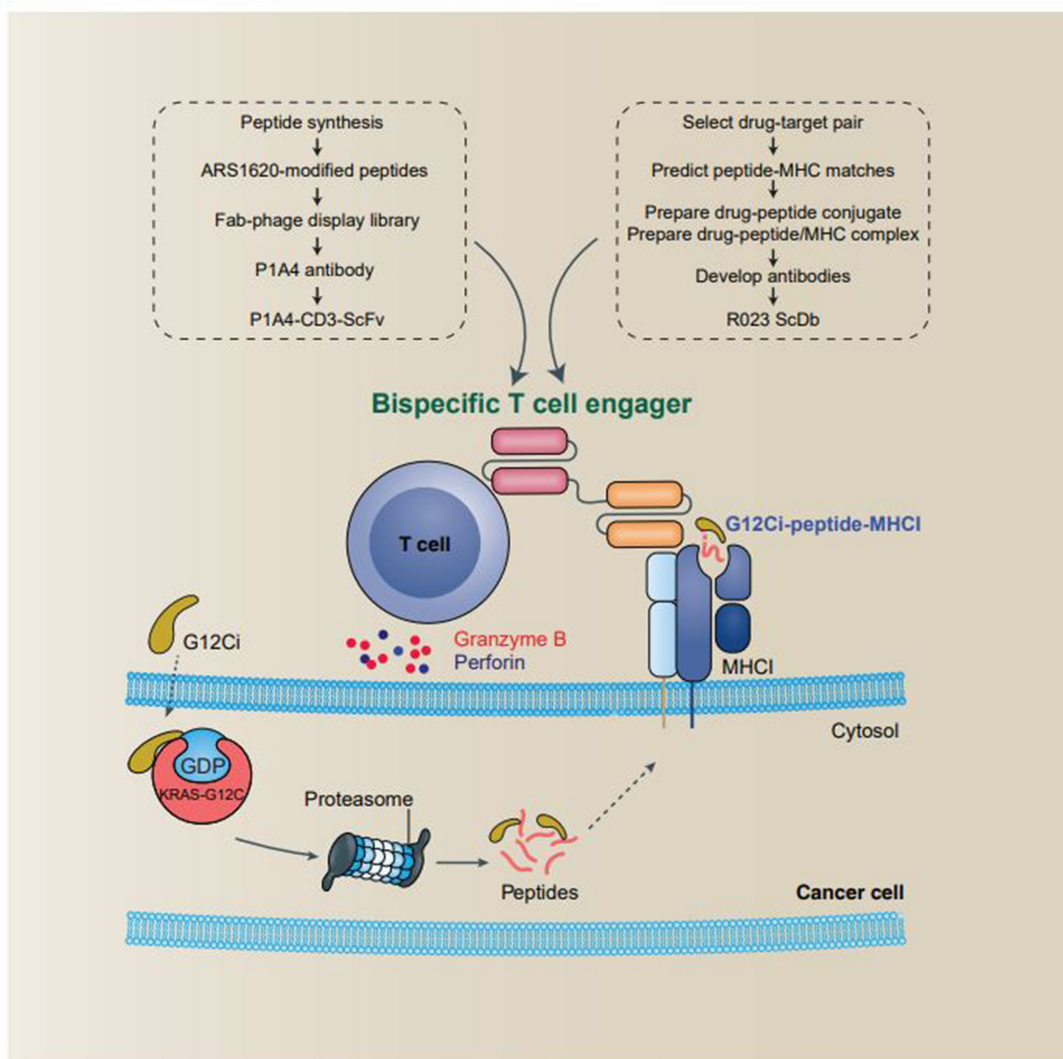 Peptide synthesis
ARS1620-modified peptides
Fab-phage display library
P1A4 antibody
P1A4-CD3-ScFv
Select drug-target pair
Predict peptide-MHC matches
Prepare drug-peptide conjugate
Prepare drug-peptide/MHC complex
Develop antibodies
R023 ScDb
Bispecific T cell engager
T cell
G12Ci-peptide-MHCI
Granzyme B
Perforin
G12Ci
MHCI
Cytosol
GDP
KRAS-G12C
Proteasome
Peptides
Cancer cell